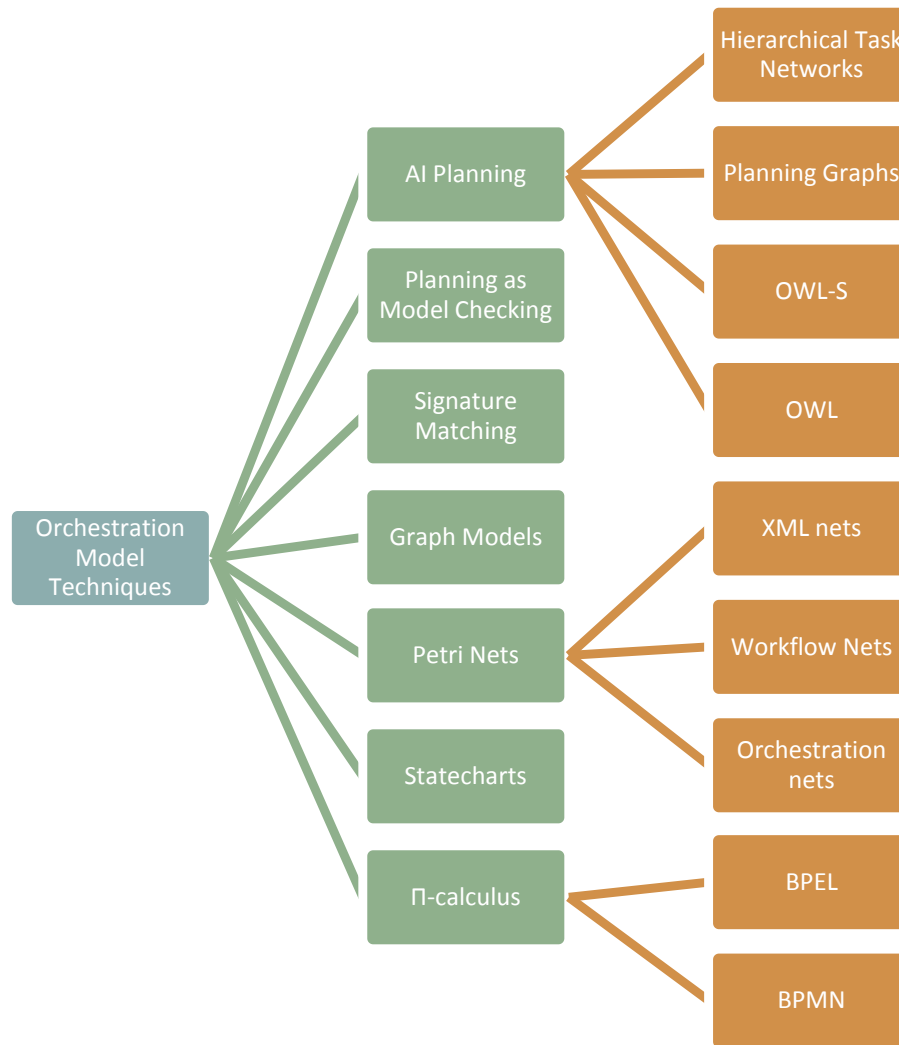 Orchestration
Model
Techniques
AI Planning
Planning as
Model Checking
Signature
Matching
Graph Models
Petri Nets
Statecharts
Π-calculus
Hierarchical Task
Networks
Planning Graphs
OWL-S
OWL
XML nets
Workflow Nets
Orchestration
nets
BPEL
BPMN